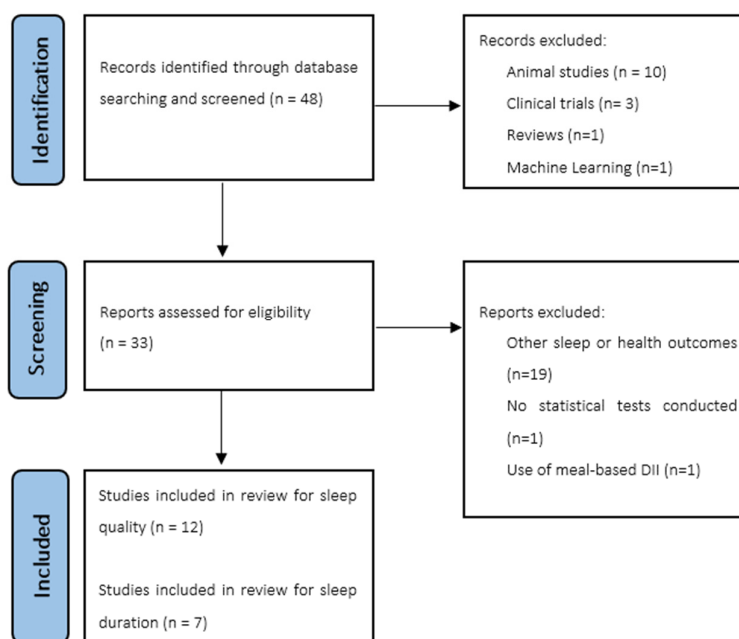 Identification
Records identified through database
searching and screened (n = 48)
Records excluded:
Animal studies (n = 10)
Clinical trials (n= 3)
Reviews (n=1)
Machine Learning (n=1)
Screening
Reports assessed for eligibility
(n = 33)
Reports excluded:
Other sleep or health outcomes
(n=19)
No statistical tests conducted
(n=1)
Use of meal-based DII (n=1)
Included
Studies included in review for sleep
quality (n = 12)
Studies included in review for sleep
duration (n = 7)